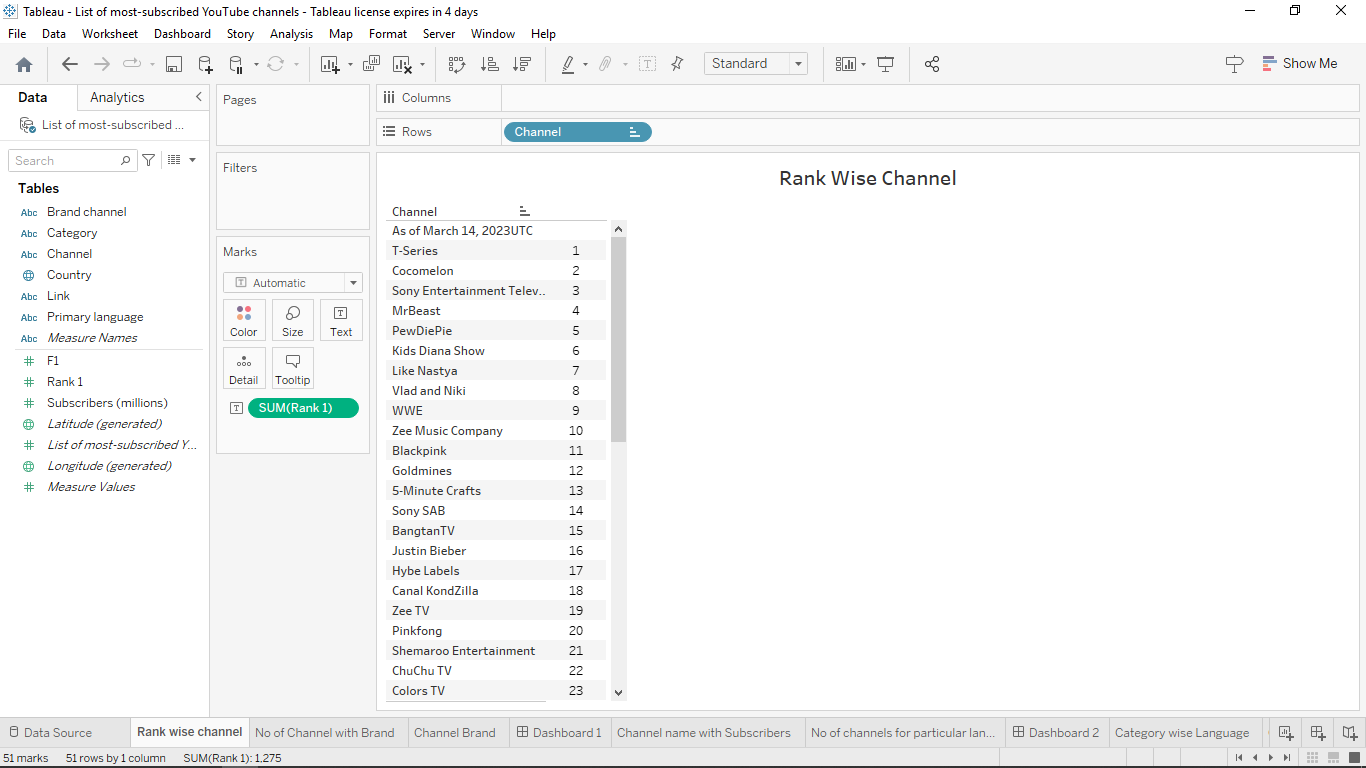 Tableau - List of most-subscribed YouTube channels - Tableau license expires in 4 days
File Data Worksheet Dashboard Story Analysis Map Format Server Window Help
Standard
Show Me
Data Analytics
List of most-subscribed ...
Search
Tables
Abc Brand channel
Abc Category
Abc Channel
Country
Abc Link
Abc Primary language
Abc Measure Names
F1
Rank 1
Subscribers (millions)
Latitude (generated)
List of most-subscribed Y...
Longitude (generated)
Measure Values
Pages
Filters
Marks
Automatic
Color Size Text
Detail Tooltip
SUM(Rank 1)
Columns
Rows Channel
Rank Wise Channel
Channel
As of March 14, 2023UTC
T-Series 1
Cocomelon 2
Sony Entertainment Telev.. 3
MrBeast 4
PewDiePie 5
Kids Diana Show 6
Like Nastya 7
Vlad and Niki 8
WWE 9
Zee Music Company 10
Blackpink 11
Goldmines 12
5-Minute Crafts 13
Sony SAB 14
BangtanTV 15
Justin Bieber 16
Hybe Labels 17
Canal KondZilla 18
Zee TV 19
Pinkfong 20
Shemaroo Entertainment 21
ChuChu TV 22
Colors TV 23
Data Source Rank wise channel No of Channel with Brand Channel Brand Dashboard 1 Channel name with Subscribers No of channels for particular lan... Dashboard 2 Category wise Language
51 marks 51 rows by 1 column SUM(Rank 1): 1,275